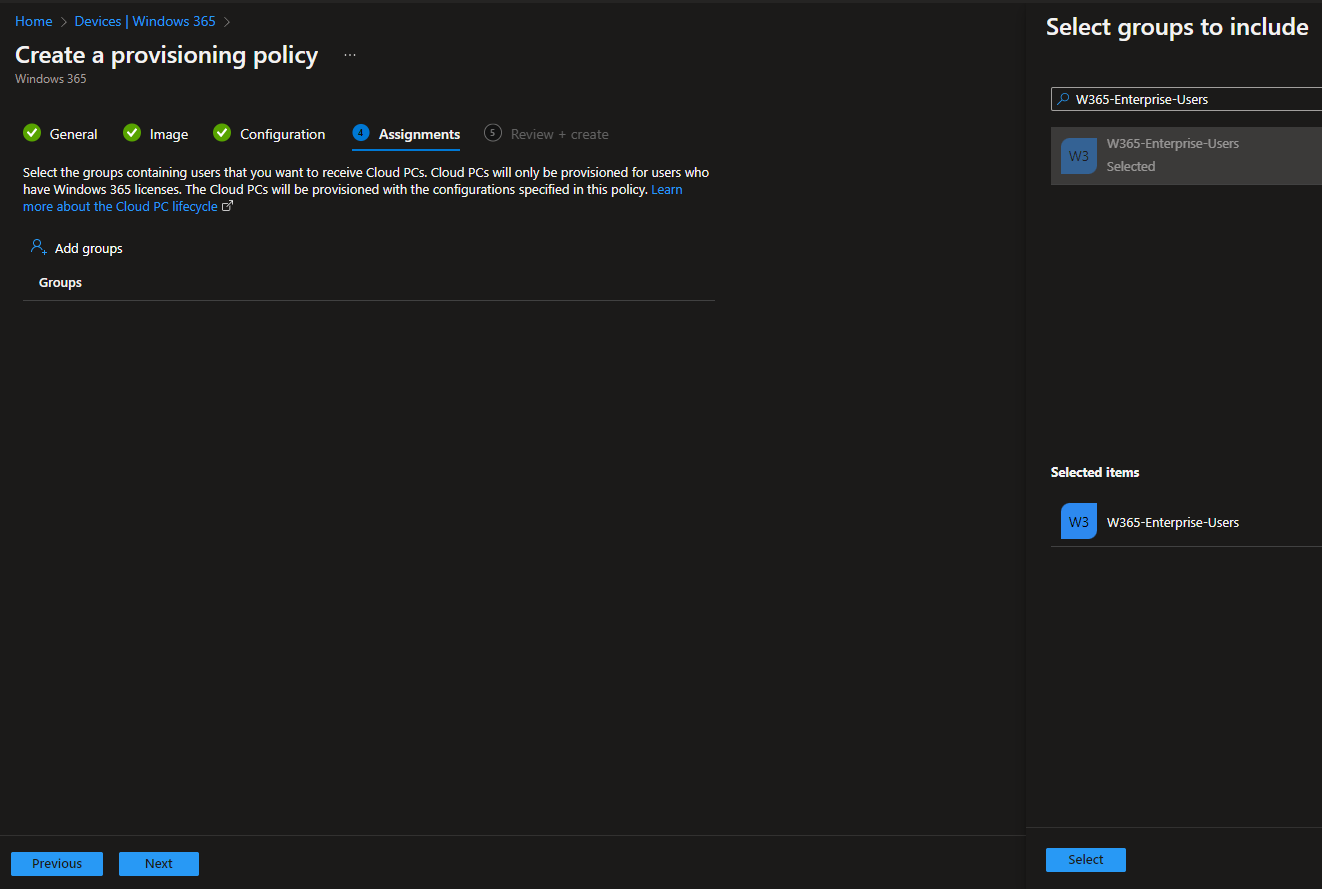 Home > Devices | Windows 365 >
Create a provisioning policy ...
Windows 365
General Image Configuration 4 Assignments 5 Review + create
Select the groups containing users that you want to receive Cloud PCs. Cloud PCs will only be provisioned for users who
have Windows 365 licenses. The Cloud PCs will be provisioned with the configurations specified in this policy. Learn
more about the Cloud PC lifecycle
Add groups
Groups
Previous Next
Select groups to include
W365-Enterprise-Users
W3 W365-Enterprise-Users
Selected
Selected items
W3 W365-Enterprise-Users
Select